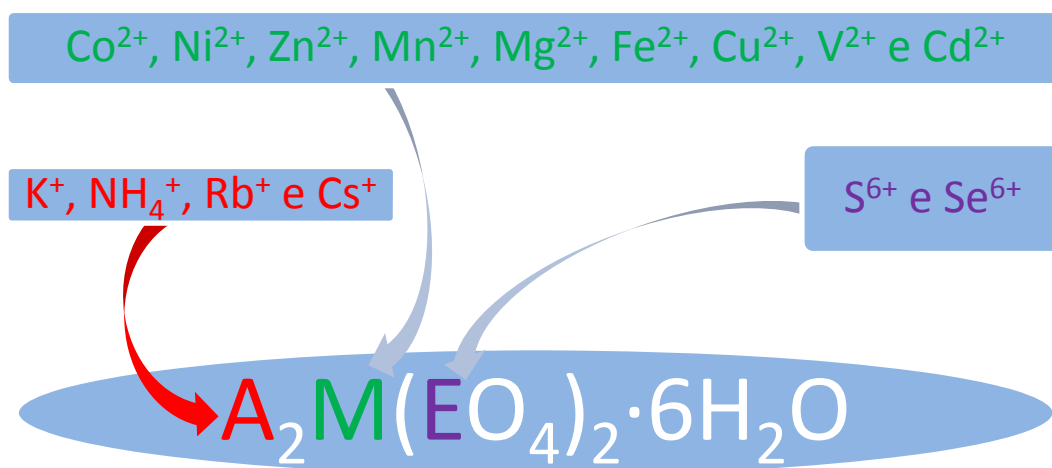 Co²⁺, Ni²⁺, Zn²⁺, Mn²⁺, Mg²⁺, Fe²⁺, Cu²⁺, V²⁺ e Cd²⁺
K⁺, NH₄⁺, Rb⁺ e Cs⁺
S⁶⁺ e Se⁶⁺
A₂M(EO₄)₂·6H₂O